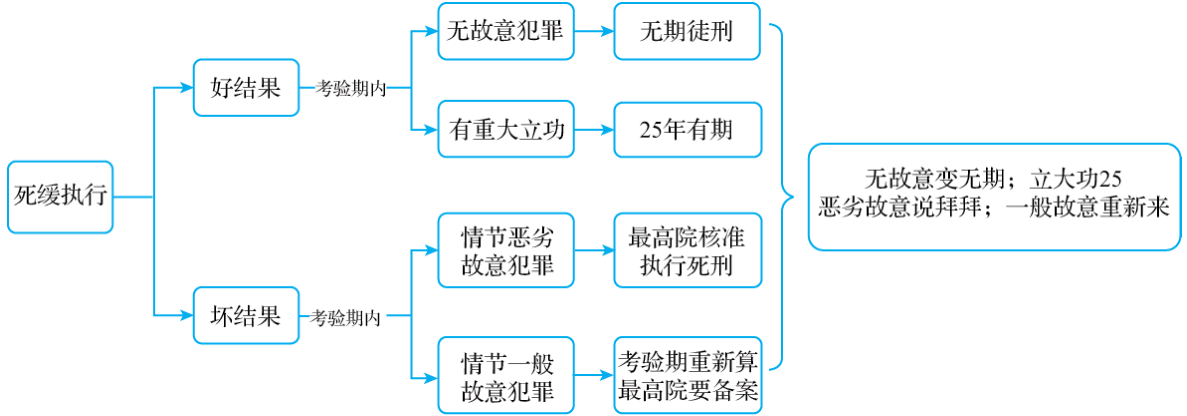 死缓执行
好结果
考验期内
无故意犯罪
无期徒刑
有重大立功
25年有期
坏结果
考验期内
情节恶劣
故意犯罪
最高院核准
执行死刑
情节一般
故意犯罪
考验期重新算
最高院要备案
无故意变无期；立大功25
恶劣故意说拜拜；一般故意重新来